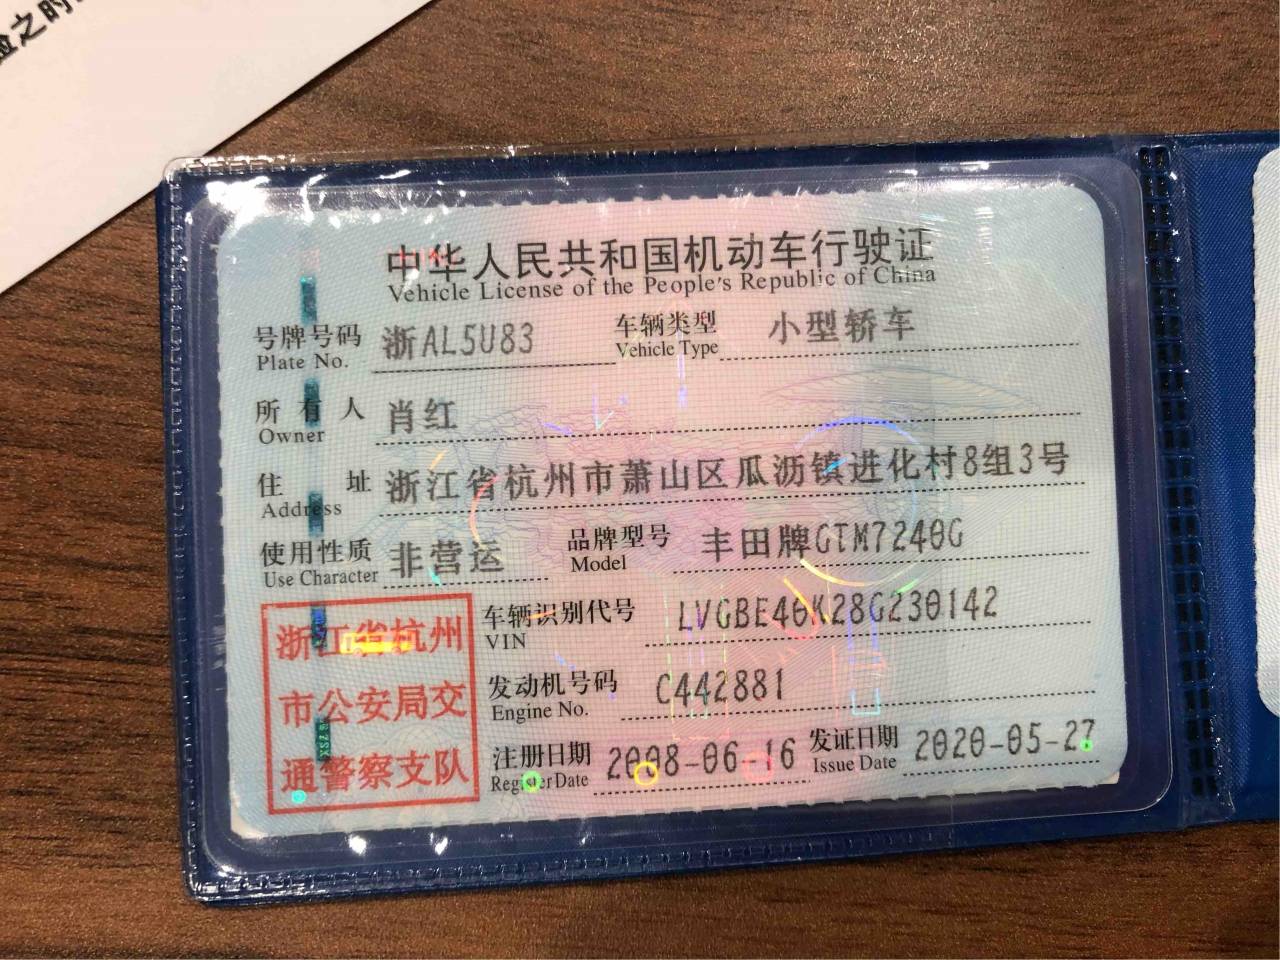 验之时
中华人民共和国机动车行驶证
Vehicle License of the People's Republic of China
号牌号码 浙AL5U83 车辆类型 小型轿车
Plate No. Vehicle Type
所有人 肖红
Owner
住址 浙江省杭州市萧山区瓜沥镇进化村8组3号
Address
使用性质 非营运 品牌型号 丰田牌GTM7240G
Use Character Model
浙江省杭州
市公安局交
通警察支队
车辆识别代号 LVGBE40K28G230142
VIN
发动机号码 C442881
Engine No.
注册日期 2008-06-16 发证日期 2020-05-27
Register Date Issue Date